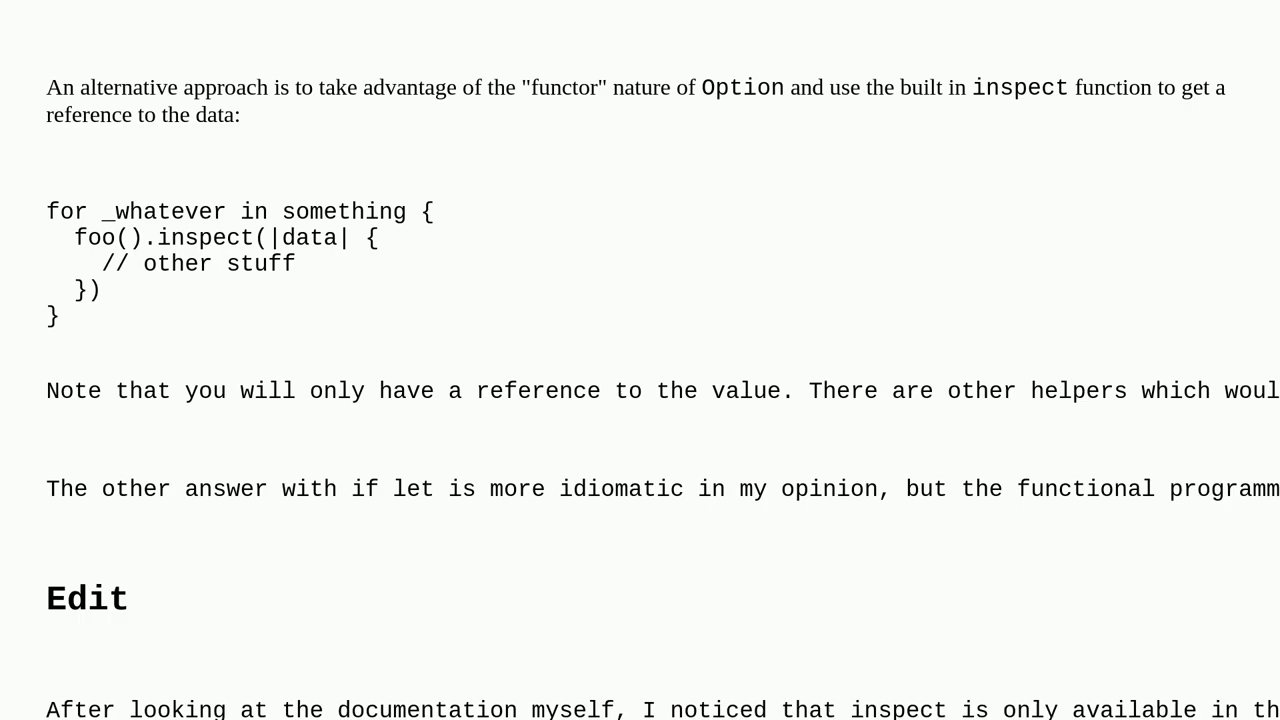 An alternative approach is to take advantage of the "functor" nature of Option and use the built in inspect function to get a
reference to the data:
for _whatever in something {
  foo().inspect(|data| {
    // other stuff
  })
}
Note that you will only have a reference to the value. There are other helpers which
The other answer with if let is more idiomatic in my opinion, but the functional
Edit
After looking at the documentation myself, I noticed that inspect is only available in